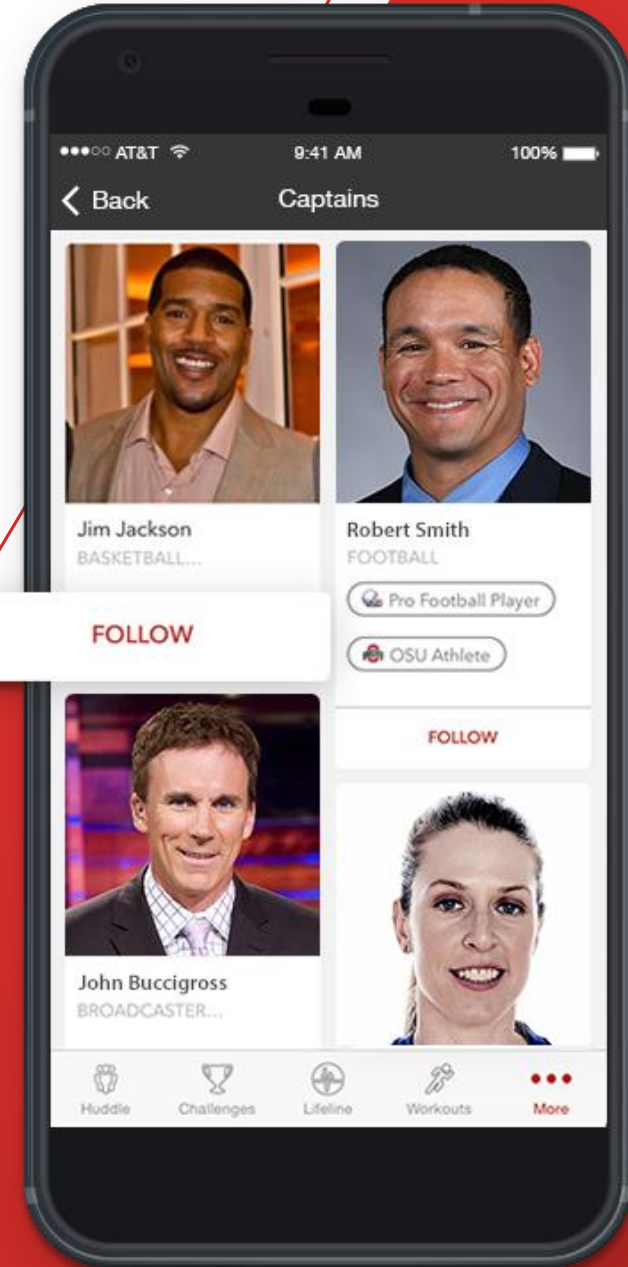 AT&T 9:41 AM 100%
Back Captains
Jim Jackson
BASKETBALL...
FOLLOW
Robert Smith
FOOTBALL
Pro Football Player
OSU Athlete
FOLLOW
John Buccigross
BROADCASTER...
Huddle Challenges Lifeline Workouts More